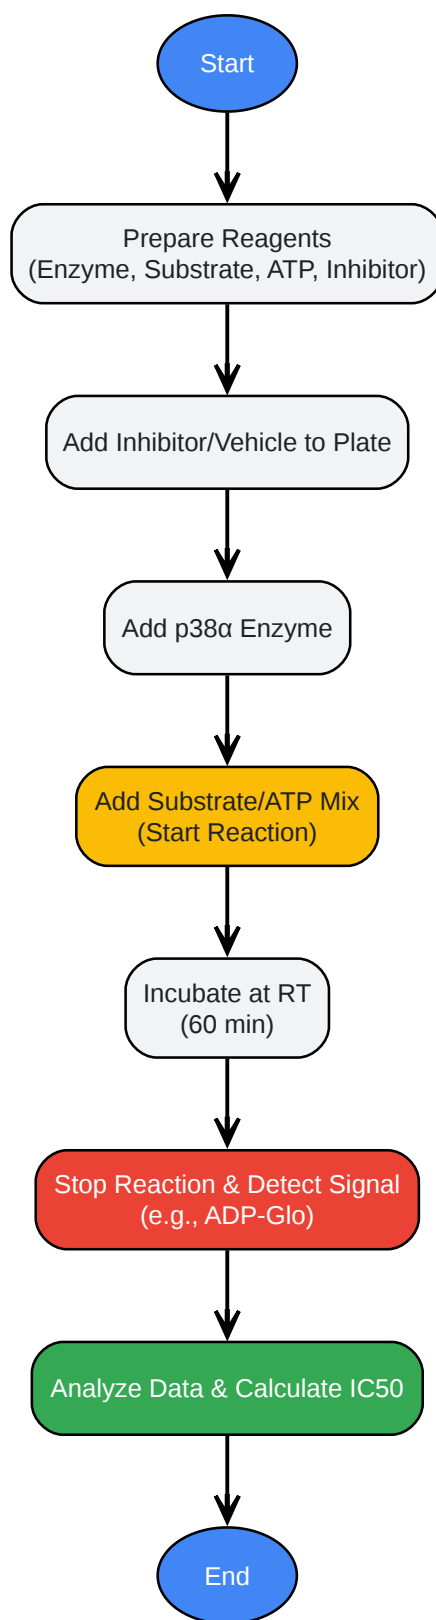 Start
Prepare Reagents
(Enzyme, Substrate, ATP, Inhibitor)
Add Inhibitor/Vehicle to Plate
Add p38α Enzyme
Add Substrate/ATP Mix
(Start Reaction)
Incubate at RT
(60 min)
Stop Reaction & Detect Signal
(e.g., ADP-Glo)
Analyze Data & Calculate IC50
End